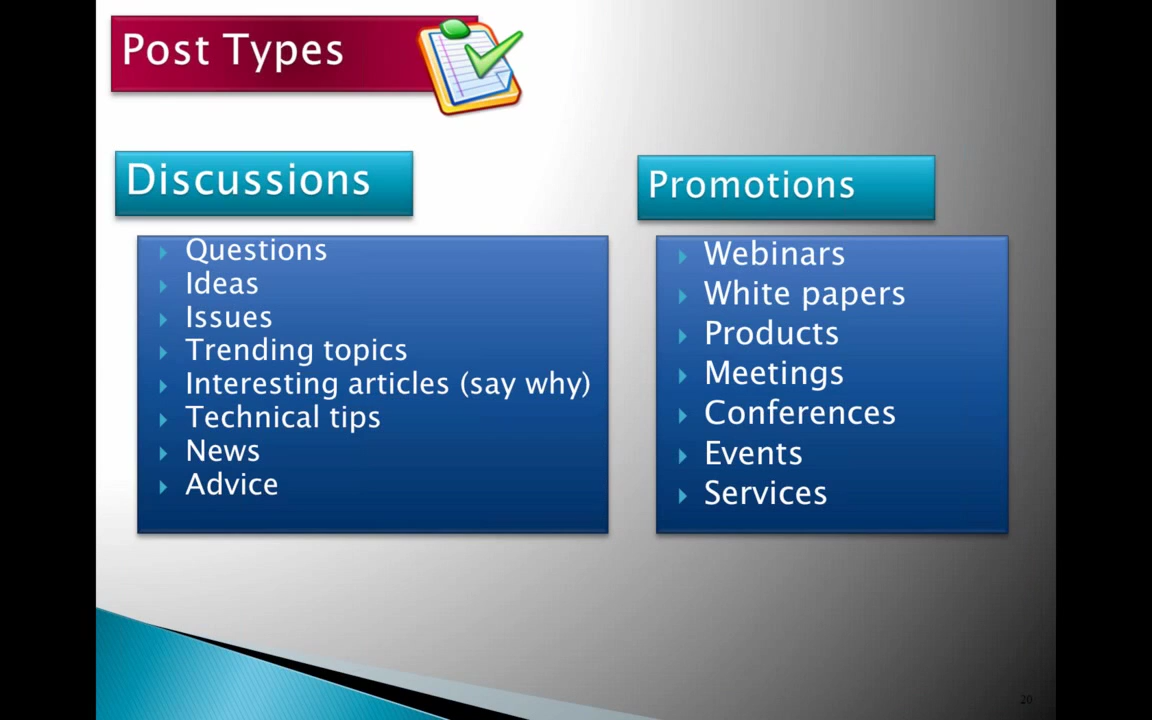 Post Types
Discussions
Questions
Ideas
Issues
Trending topics
Interesting articles (say why)
Technical tips
News
Advice
Promotions
Webinars
White papers
Products
Meetings
Conferences
Events
Services
20